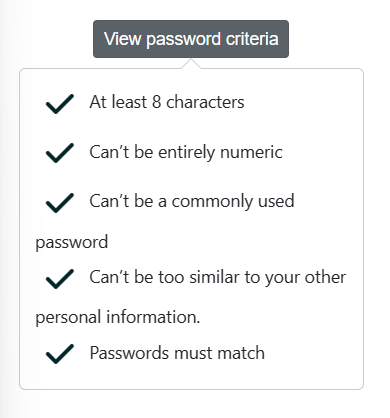 View password criteria
At least 8 characters
Can't be entirely numeric
Can't be a commonly used
password
Can't be too similar to your other
personal information.
Passwords must match